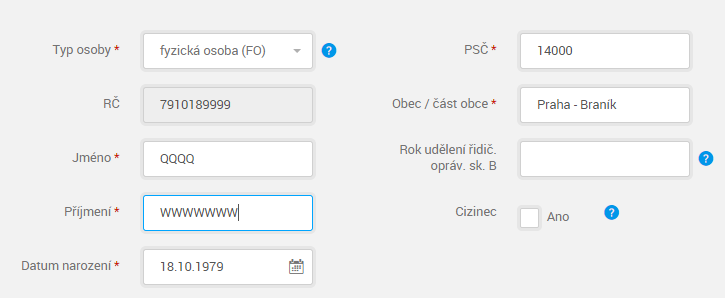 Typ osoby * fyzická osoba (FO) ?
RČ 7910189999
Jméno * QQQQ
Příjmení * WWWWWWW
Datum narození * 18.10.1979
PSČ * 14000
Obec / část obce * Praha - Braník
Rok udělení řidič.
opráv. sk. B ?
Cizinec Ano ?